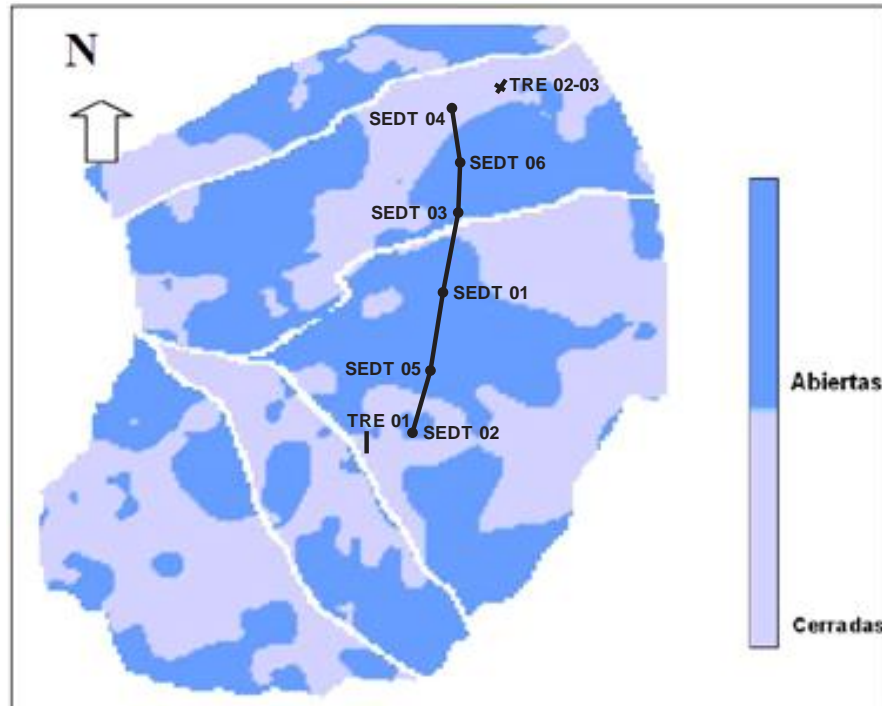 N
TRE 02-03
SEDT 04
SEDT 06
SEDT 03
SEDT 01
SEDT 05
TRE 01
SEDT 02
Abiertas
Cerradas